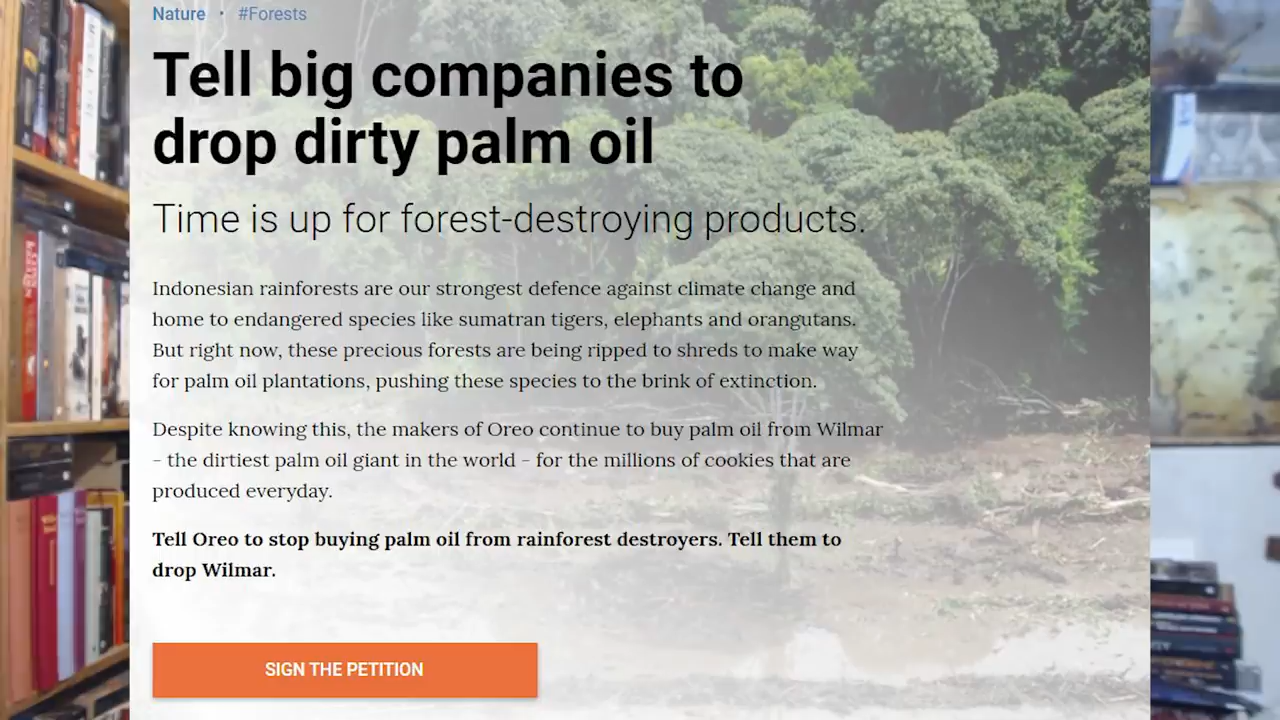 Nature • #Forests
Tell big companies to
drop dirty palm oil
Time is up for forest-destroying products.
Indonesian rainforests are our strongest defence against climate change and
home to endangered species like sumatran tigers, elephants and orangutans.
But right now, these precious forests are being ripped to shreds to make way
for palm oil plantations, pushing these species to the brink of extinction.
Despite knowing this, the makers of Oreo continue to buy palm oil from Wilmar
– the dirtiest palm oil giant in the world – for the millions of cookies that are
produced everyday.
Tell Oreo to stop buying palm oil from rainforest destroyers. Tell them to
drop Wilmar.
SIGN THE PETITION